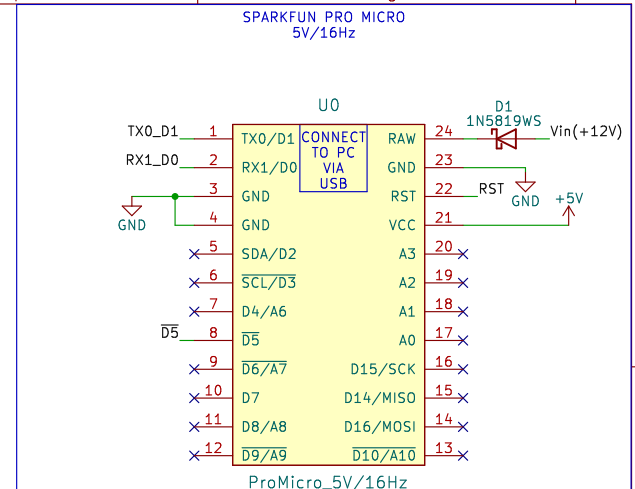 SPARKFUN PRO MICRO
5V/16Hz
U0
D1
1N5819WS
TX0_D1 1 TX0/D1 CONNECT RAW 24 Vin(+12V)
TO PC
RX1_D0 2 RX1/D0 VIA GND 23
USB
3 GND RST 22 RST GND +5V
GND 4 GND VCC 21
5 SDA/D2 A3 20
6 SCL/D3 A2 19
7 D4/A6 A1 18
D5 8 D5 A0 17
9 D6/A7 D15/SCK 16
10 D7 D14/MISO 15
11 D8/A8 D16/MOSI 14
12 D9/A9 D10/A10 13
ProMicro_5V/16Hz